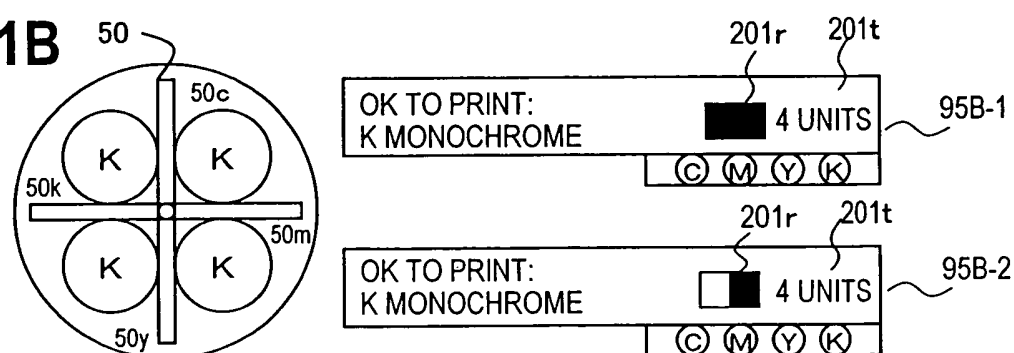 1B
50
50c
K K
50k
50m
K K
50y
201r 201t
OK TO PRINT:
K MONOCHROME
4 UNITS
95B-1
C M Y K
201r 201t
OK TO PRINT:
K MONOCHROME
4 UNITS
95B-2
C M Y K